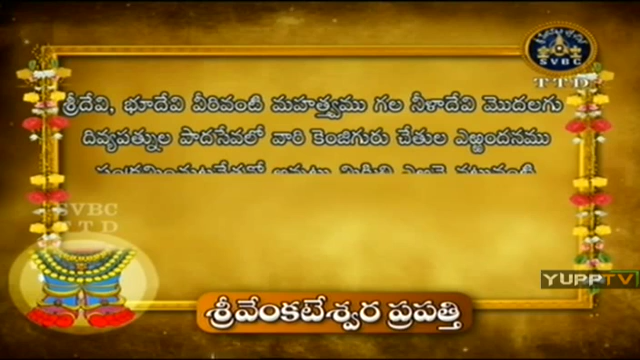 SVBC
TTD
శ్రీదేవి, భూదేవి వీరివంటి మహత్త్వము గల నీళాదేవి మొదలగు
దివ్యపత్నుల పాదసేవలో వారి కెంజిగురు చేతుల ఎఱ్ఱందనము
SVBC
TTD
YUPPTV
శ్రీవేంకటేశ్వర ప్రపత్తి